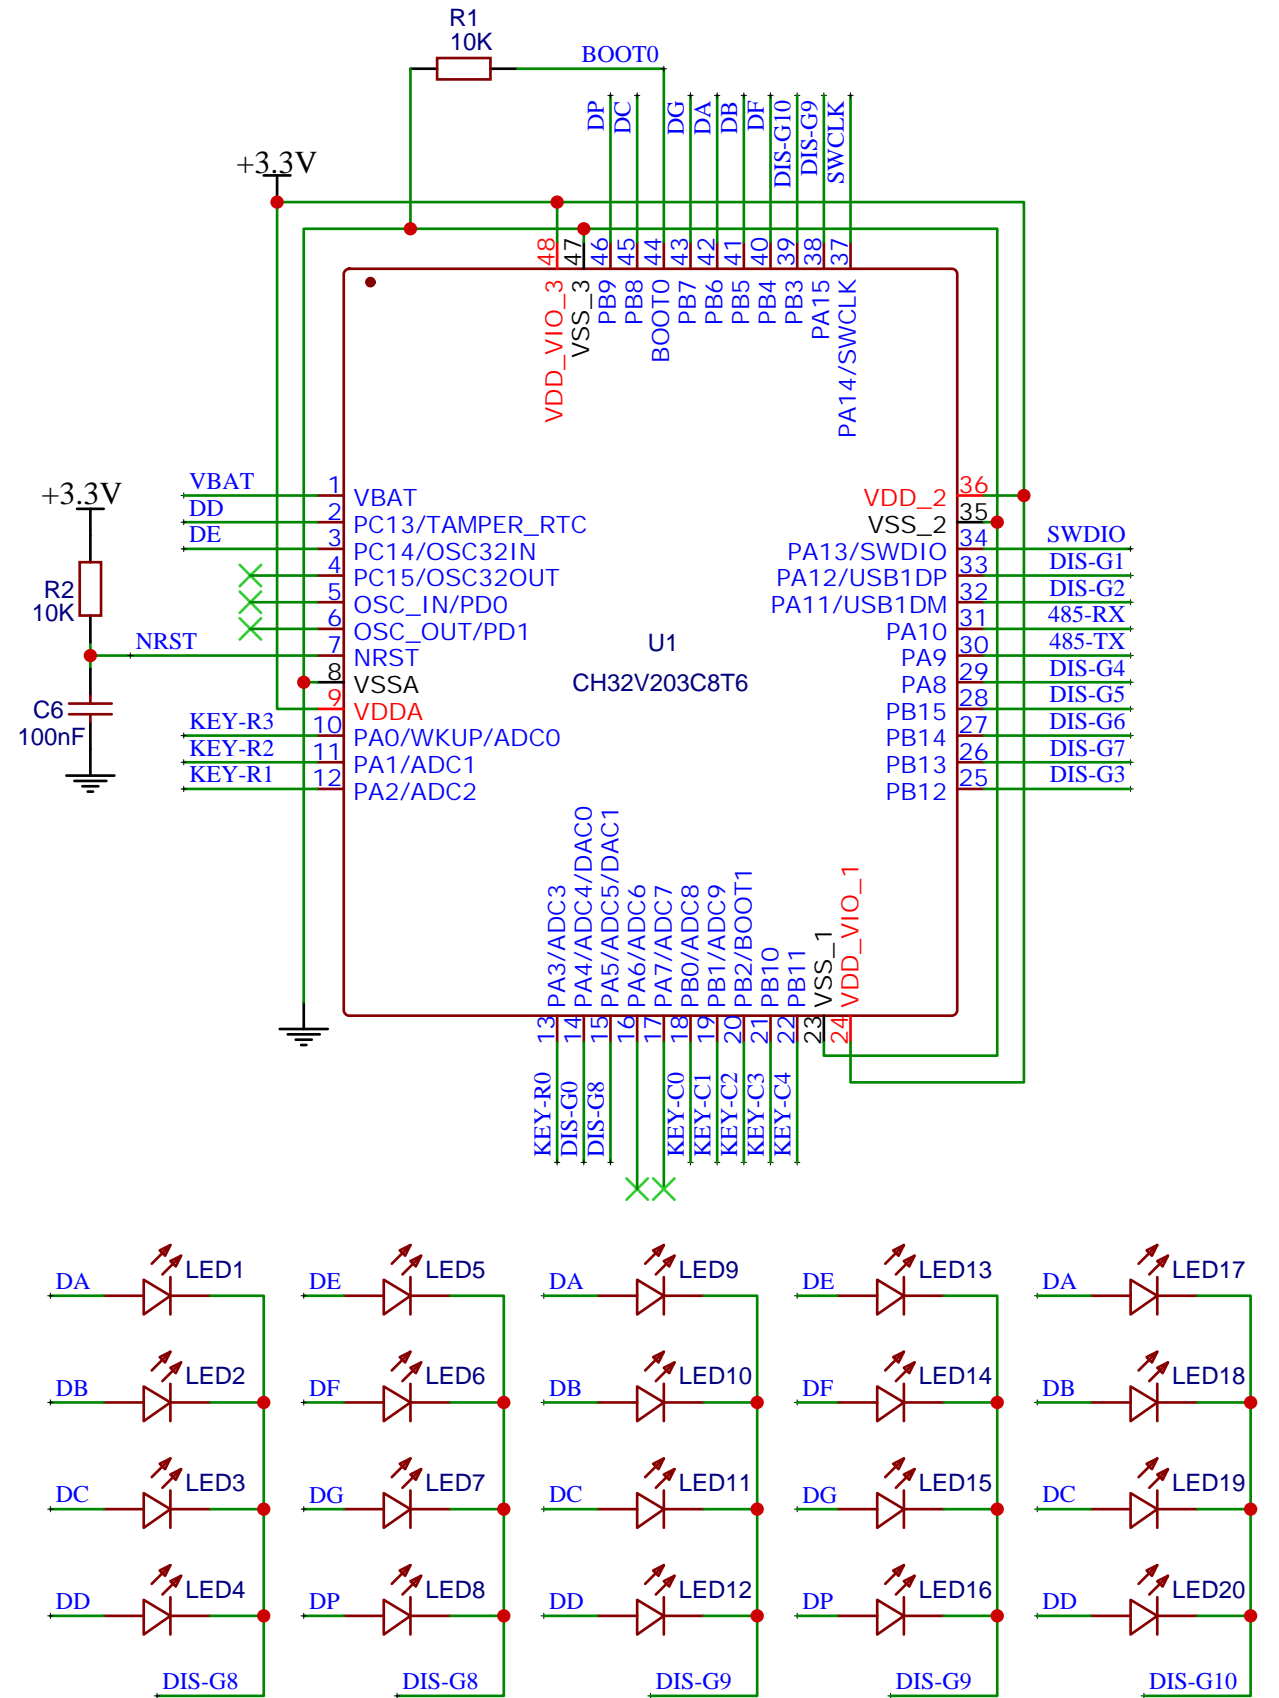 R1
10K
BOOT0
DP
DC
DG
DA
DB
DF
DIS-G10
DIS-G9
SWCLK
+3.3V
48
47
46
45
44
43
42
41
40
39
38
37
VDD_VIO_3
VSS_3
PB9
PB8
BOOT0
PB7
PB6
PB5
PB4
PB3
PA15
PA14/SWCLK
+3.3V
R2
10K
NRST
C6
100nF
VBAT
DD
DE
KEY-R3
KEY-R2
KEY-R1
1
2
3
4
5
6
7
8
9
10
11
12
VBAT
PC13/TAMPER_RTC
PC14/OSC32IN
PC15/OSC32OUT
OSC_IN/PD0
OSC_OUT/PD1
NRST
VSSA
VDDA
PA0/WKUP/ADC0
PA1/ADC1
PA2/ADC2
U1
CH32V203C8T6
VDD_2
VSS_2
PA13/SWDIO
PA12/USB1DP
PA11/USB1DM
PA10
PA9
PA8
PB15
PB14
PB13
PB12
36
35
34
33
32
31
30
29
28
27
26
25
SWDIO
DIS-G1
DIS-G2
485-RX
485-TX
DIS-G4
DIS-G5
DIS-G6
DIS-G7
DIS-G3
PA3/ADC3
PA4/ADC4/DAC0
PA5/ADC5/DAC1
PA6/ADC6
PA7/ADC7
PB0/ADC8
PB1/ADC9
PB2/BOOT1
PB10
PB11
VSS_1
VDD_VIO_1
13
14
15
16
17
18
19
20
21
22
23
24
KEY-R0
DIS-G0
DIS-G8
KEY-C0
KEY-C1
KEY-C2
KEY-C3
KEY-C4
DA
LED1
DE
LED5
DA
LED9
DE
LED13
DA
LED17
DB
LED2
DF
LED6
DB
LED10
DF
LED14
DB
LED18
DC
LED3
DG
LED7
DC
LED11
DG
LED15
DC
LED19
DD
LED4
DP
LED8
DD
LED12
DP
LED16
DD
LED20
DIS-G8
DIS-G8
DIS-G9
DIS-G9
DIS-G10